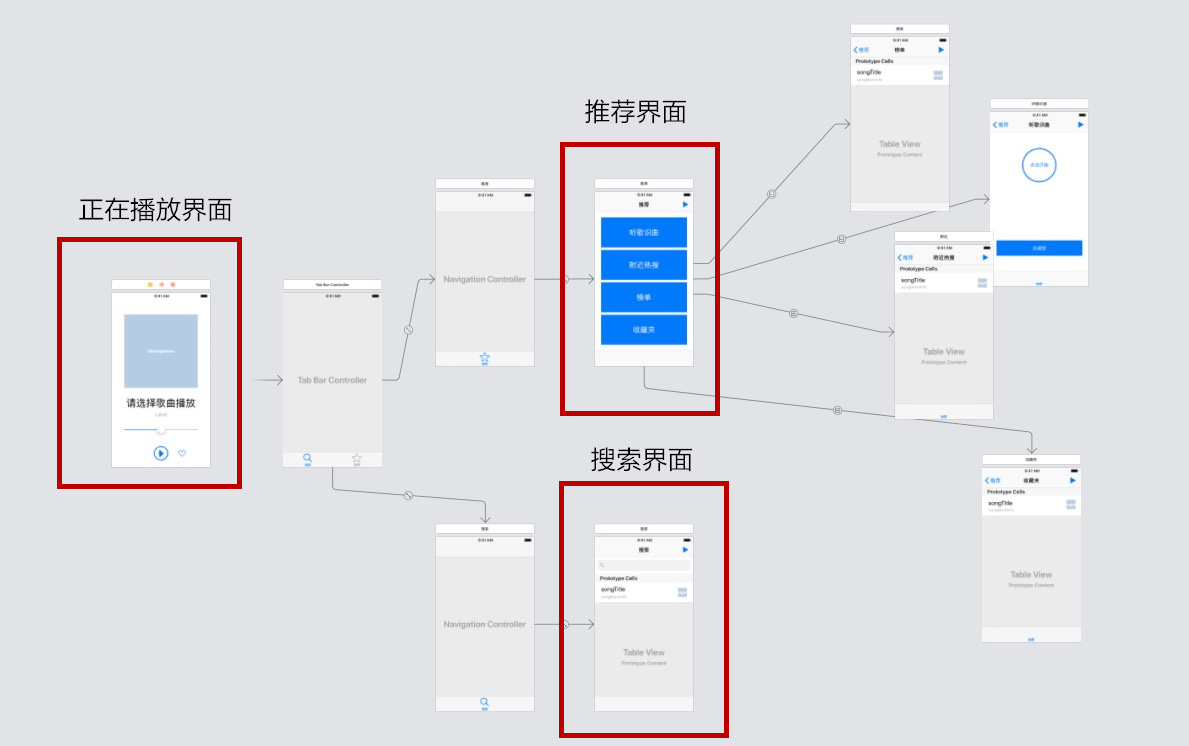 正在播放界面
9:41 AM
请选择歌曲播放
Label
Tab Bar Controller
9:41 AM
Tab Bar Controller
推荐
9:41 AM
Navigation Controller
推荐界面
推荐
9:41 AM
推荐
听歌识曲
附近热搜
榜单
收藏夹
榜单
9:41 AM
推荐
榜单
Prototype Cells
songTitle
Table View
Prototype Content
听歌识曲
9:41 AM
推荐
听歌识曲
点击开始
9:41 AM
推荐
附近热搜
Prototype Cells
songTitle
Table View
Prototype Content
收藏夹
9:41 AM
推荐
收藏夹
Prototype Cells
songTitle
Table View
Prototype Content
搜索
9:41 AM
Navigation Controller
搜索界面
搜索
9:41 AM
搜索
Prototype Cells
songTitle
Table View
Prototype Content